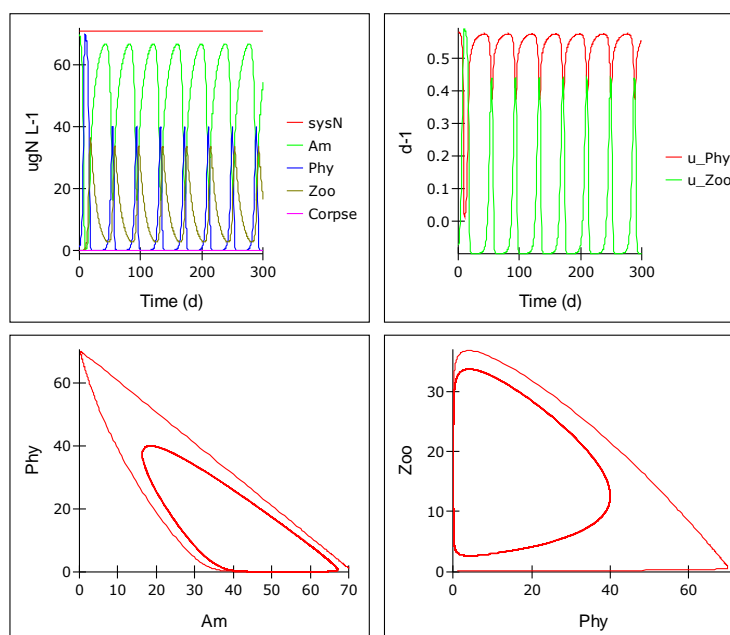 ugN L-1
60
40
20
0
0 100 200 300
Time (d)
sysN
Am
Phy
Zoo
Corpse
d-1
0.5
0.4
0.3
0.2
0.1
0.0
0 100 200 300
Time (d)
u_Phy
u_Zoo
Phy
60
40
20
0
0 10 20 30 40 50 60 70
Am
Zoo
30
20
10
0
0 20 40 60
Phy